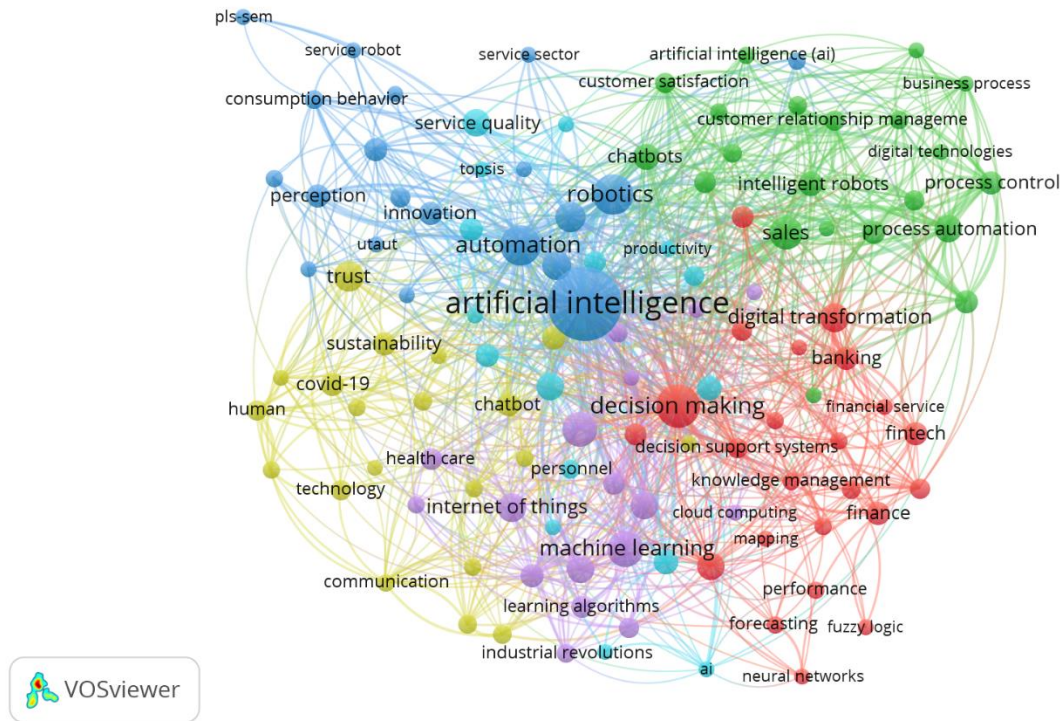 pls-sem
service robot
service sector
artificial intelligence (ai)
customer satisfaction
business process
consumption behavior
service quality
customer relationship manageme
chatbots
digital technologies
topsis
robotics
intelligent robots
process control
perception
innovation
sales
process automation
utaut
automation
productivity
trust
artificial intelligence
digital transformation
sustainability
banking
covid-19
human
chatbot
decision making
financial service
fintech
decision support systems
health care
personnel
technology
knowledge management
internet of things
cloud computing
finance
mapping
machine learning
communication
performance
learning algorithms
forecasting
fuzzy logic
industrial revolutions
ai
neural networks
VOSviewer